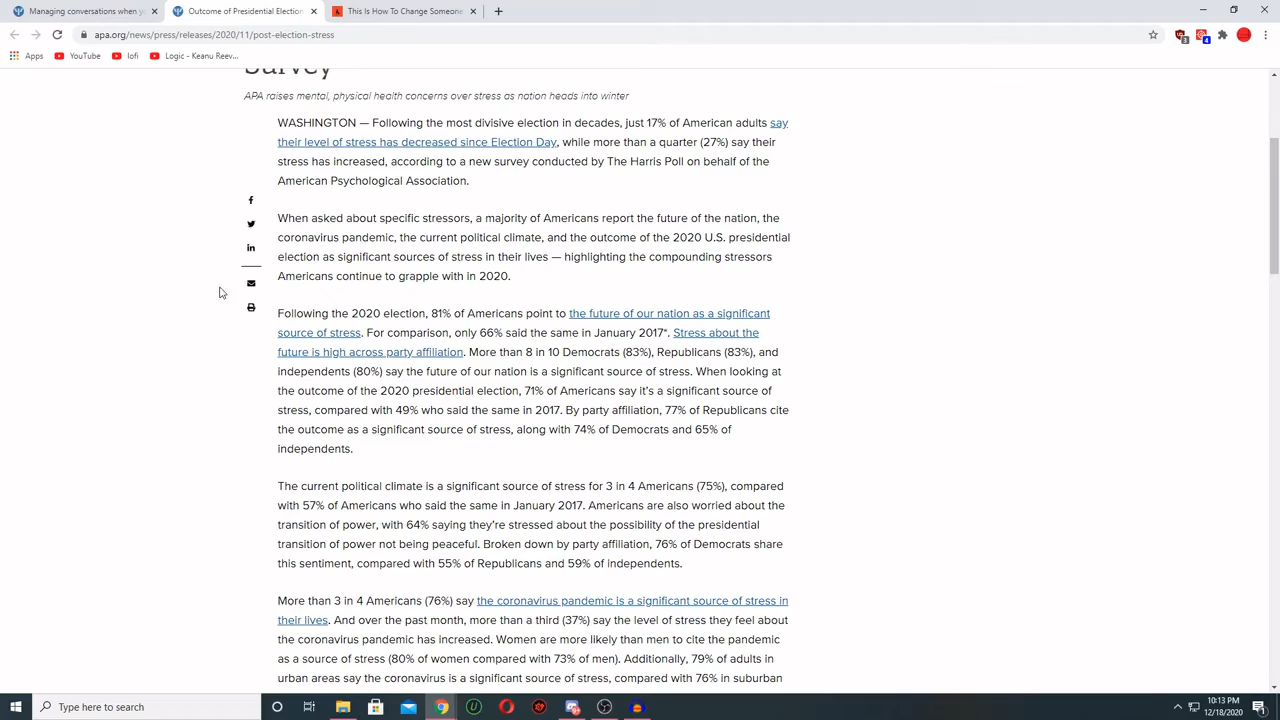 Managing conversations when y
Outcome of Presidential Election
This Is How To Change Someone
apa.org/news/press/releases/2020/11/post-election-stress
3
4
Apps
YouTube
lofi
Logic - Keanu Reev...
Survey
APA raises mental, physical health concerns over stress as nation heads into winter
WASHINGTON — Following the most divisive election in decades, just 17% of American adults say
their level of stress has decreased since Election Day, while more than a quarter (27%) say their
stress has increased, according to a new survey conducted by The Harris Poll on behalf of the
American Psychological Association.
When asked about specific stressors, a majority of Americans report the future of the nation, the
coronavirus pandemic, the current political climate, and the outcome of the 2020 U.S. presidential
election as significant sources of stress in their lives — highlighting the compounding stressors
Americans continue to grapple with in 2020.
Following the 2020 election, 81% of Americans point to the future of our nation as a significant
source of stress. For comparison, only 66% said the same in January 2017*. Stress about the
future is high across party affiliation. More than 8 in 10 Democrats (83%), Republicans (83%), and
independents (80%) say the future of our nation is a significant source of stress. When looking at
the outcome of the 2020 presidential election, 71% of Americans say it's a significant source of
stress, compared with 49% who said the same in 2017. By party affiliation, 77% of Republicans cite
the outcome as a significant source of stress, along with 74% of Democrats and 65% of
independents.
The current political climate is a significant source of stress for 3 in 4 Americans (75%), compared
with 57% of Americans who said the same in January 2017. Americans are also worried about the
transition of power, with 64% saying they're stressed about the possibility of the presidential
transition of power not being peaceful. Broken down by party affiliation, 76% of Democrats share
this sentiment, compared with 55% of Republicans and 59% of independents.
More than 3 in 4 Americans (76%) say the coronavirus pandemic is a significant source of stress in
their lives. And over the past month, more than a third (37%) say the level of stress they feel about
the coronavirus pandemic has increased. Women are more likely than men to cite the pandemic
as a source of stress (80% of women compared with 73% of men). Additionally, 79% of adults in
urban areas say the coronavirus is a significant source of stress, compared with 76% in suburban
Type here to search
10:13 PM
12/18/2020
1